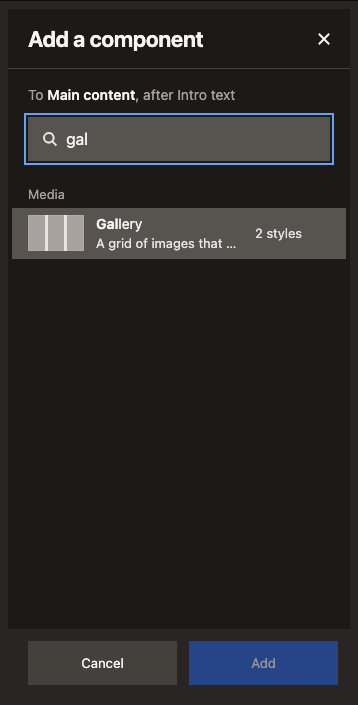 Add a component
To Main content, after Intro text
gal
Media
Gallery
A grid of images that ...
2 styles
Cancel
Add